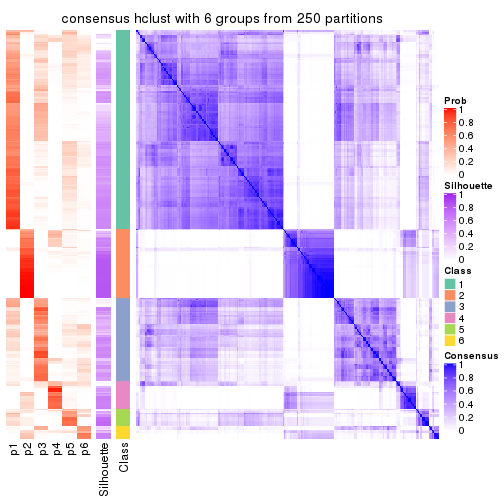 consensus hclust with 6 groups from 250 partitions
Prob
1
0.8
0.6
0.4
0.2
0
Silhouette
1
0.8
0.6
0.4
0.2
0
Class
1
2
3
4
5
6
Consensus
1
0.8
0.6
0.4
0.2
0
p1
p2
p3
p4
p5
p6
Silhouette
Class